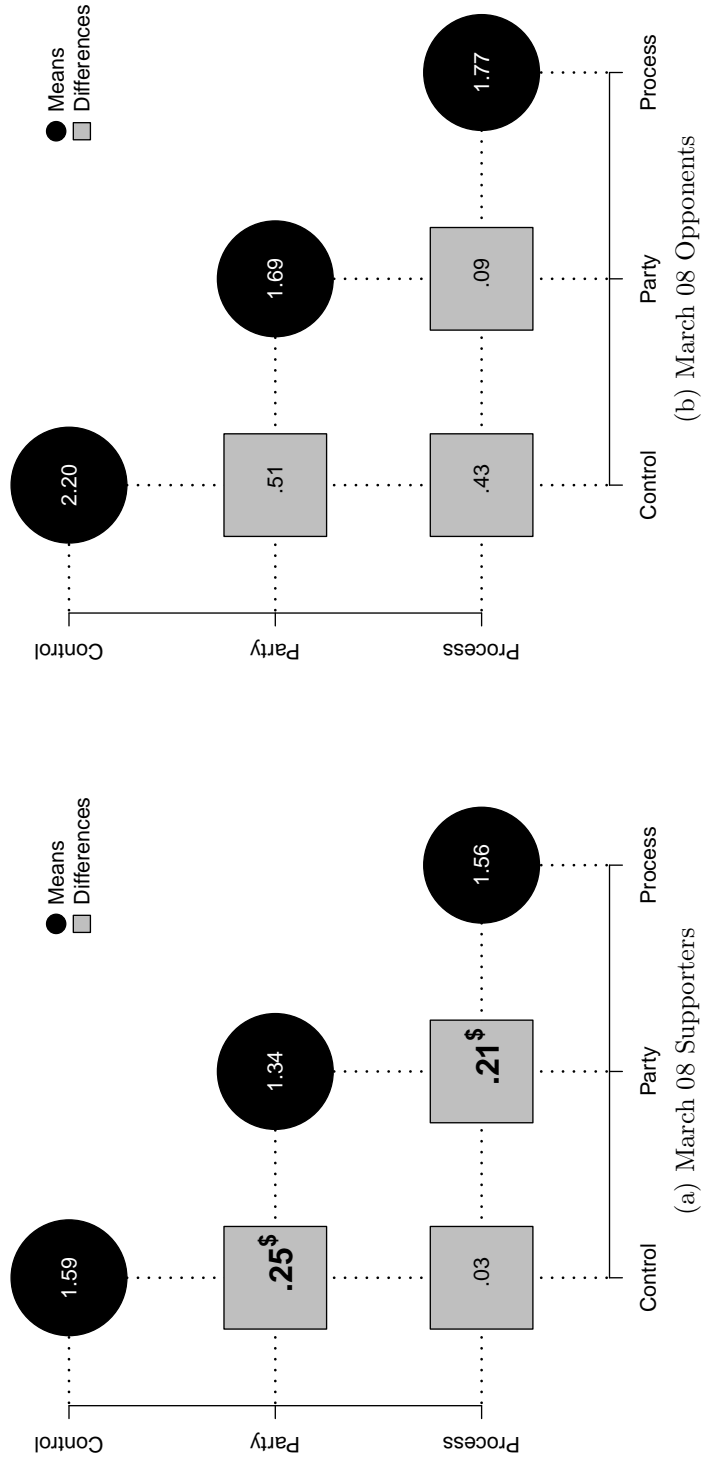 Means
Differences
Control
1.59
Party
.25$
1.34
Process
.03
.21$
1.56
Control
Party
Process
(a) March 08 Supporters
Means
Differences
Control
2.20
Party
.51
1.69
Process
.43
.09
1.77
Control
Party
Process
(b) March 08 Opponents